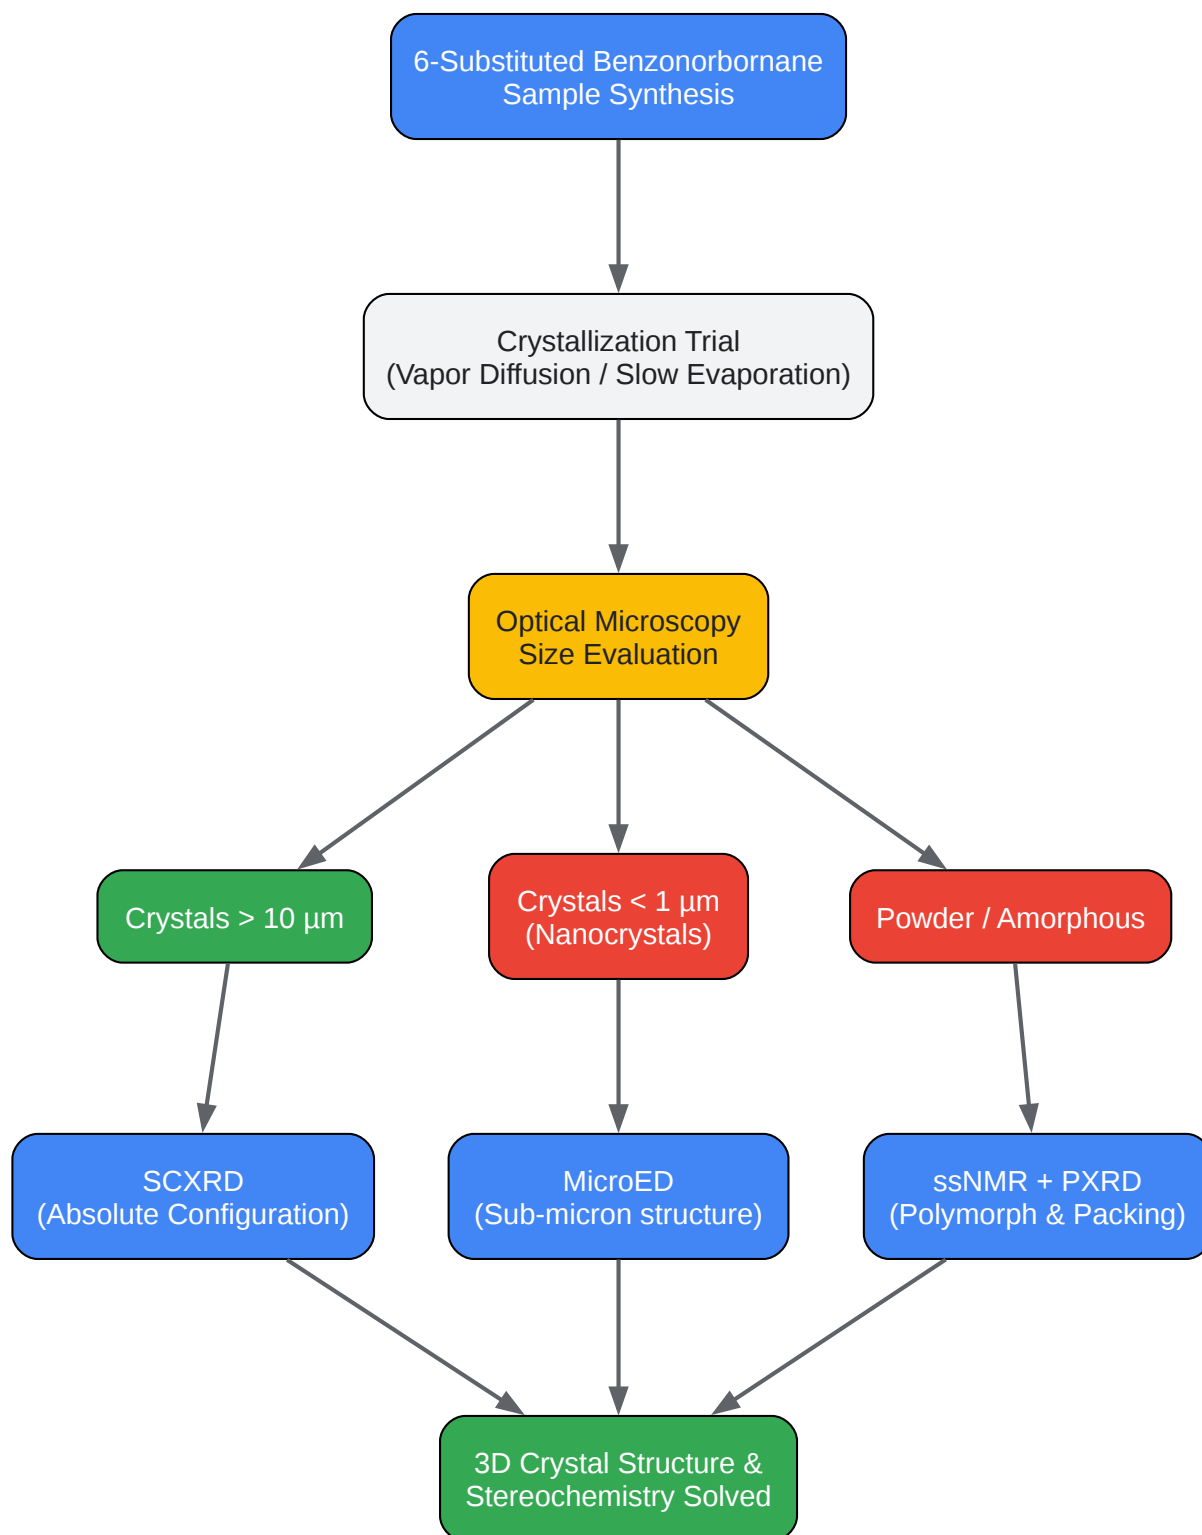 6-Substituted Benzonorbornane
Sample Synthesis
Crystallization Trial
(Vapor Diffusion / Slow Evaporation)
Optical Microscopy
Size Evaluation
Crystals > 10 µm
Crystals < 1 µm
(Nanocrystals)
Powder / Amorphous
SCXRD
(Absolute Configuration)
MicroED
(Sub-micron structure)
ssNMR + PXRD
(Polymorph & Packing)
3D Crystal Structure &
Stereochemistry Solved